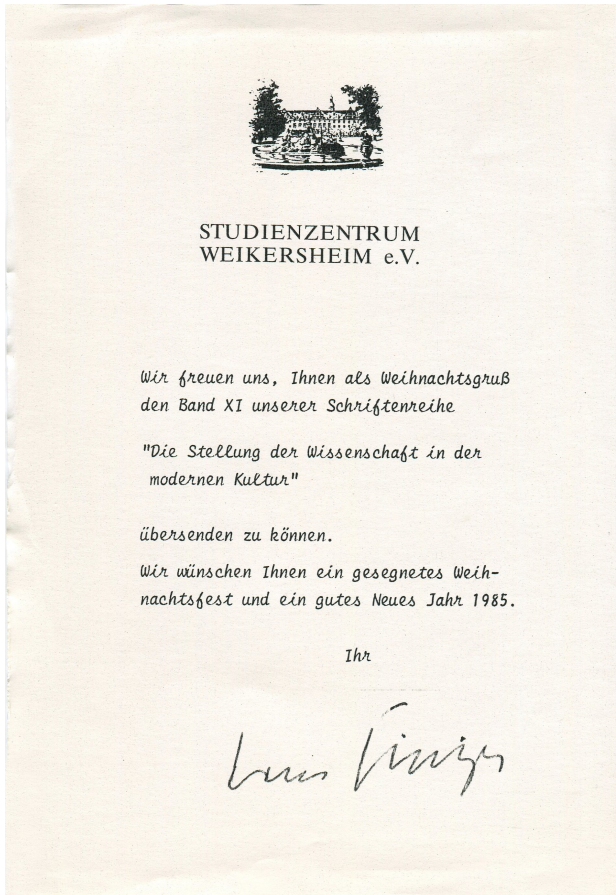 STUDIENZENTRUM
WEIKERSHEIM e.V.
Wir freuen uns, Ihnen als Weihnachtsgruß
den Band XI unserer Schriftenreihe
"Die Stellung der Wissenschaft in der
modernen Kultur"
übersenden zu können.
Wir wünschen Ihnen ein gesegnetes Weih-
nachtsfest und ein gutes Neues Jahr 1985.
Ihr